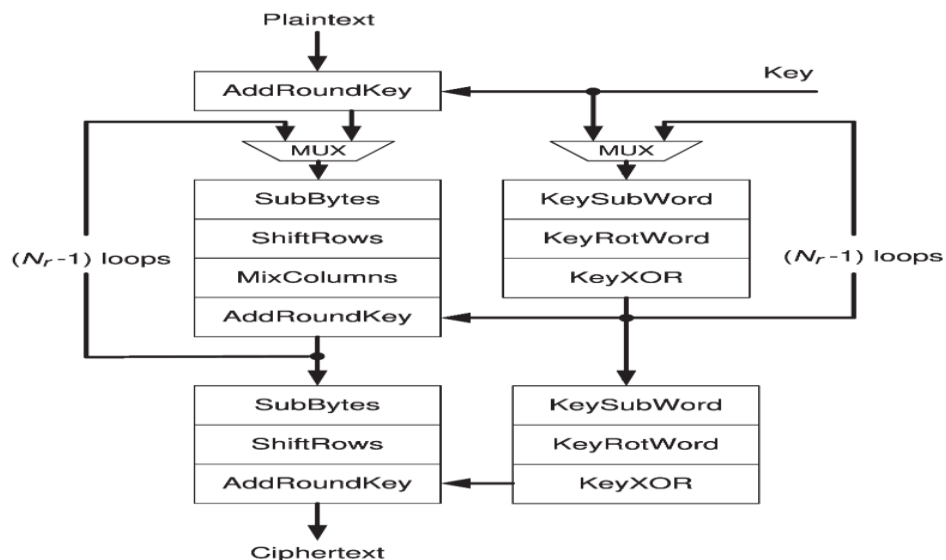 Plaintext
AddRoundKey
Key
MUX
MUX
SubBytes
ShiftRows
MixColumns
AddRoundKey
KeySubWord
KeyRotWord
KeyXOR
(Nr -1) loops
(Nr -1) loops
SubBytes
ShiftRows
AddRoundKey
KeySubWord
KeyRotWord
KeyXOR
Ciphertext